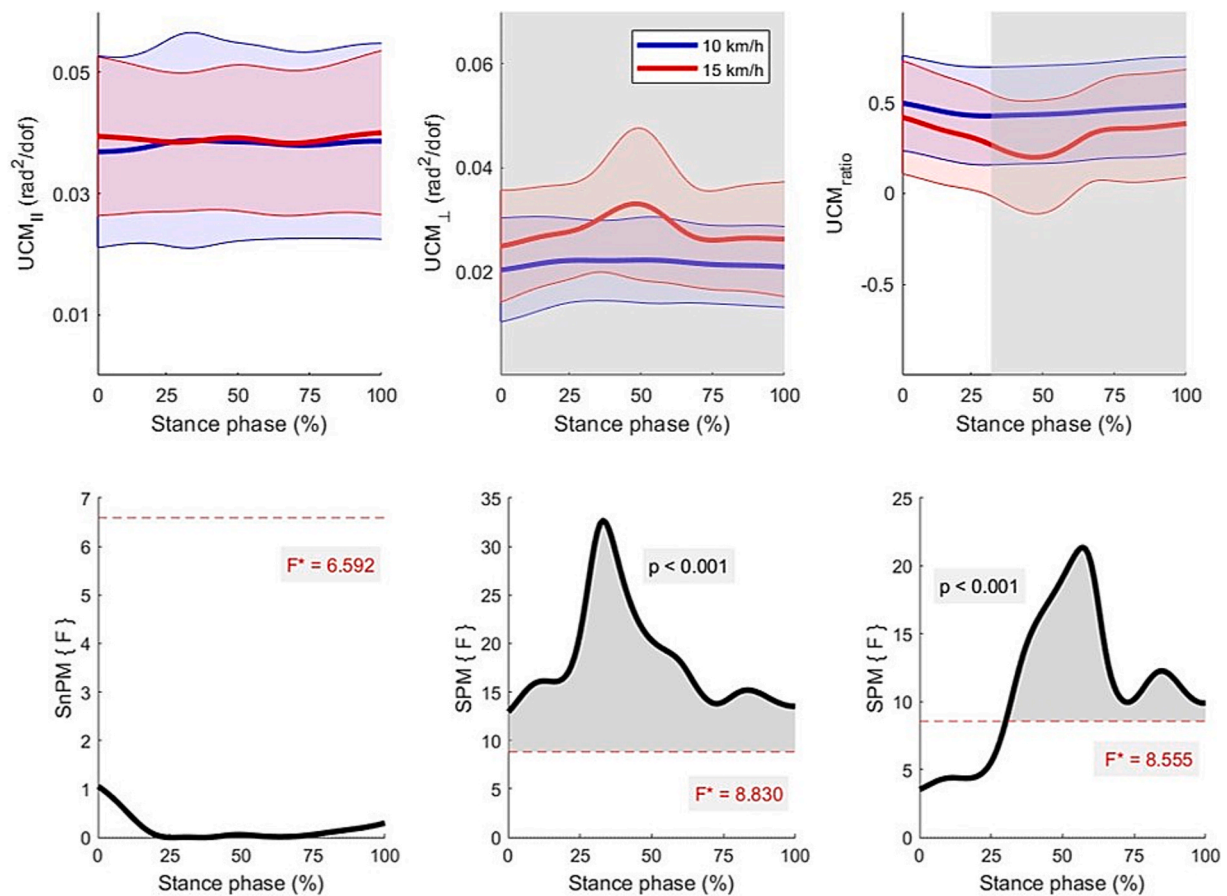 UCM|| (rad²/dof)
0.05
0.03
0.01
0 25 50 75 100
Stance phase (%)
UCM⊥ (rad²/dof)
0.06
0.04
0.02
10 km/h
15 km/h
0 25 50 75 100
Stance phase (%)
UCMratio
0.5
0
-0.5
0 25 50 75 100
Stance phase (%)
SnPM { F }
7
6
5
4
3
2
1
0
F* = 6.592
0 25 50 75 100
Stance phase (%)
SPM { F }
35
30
25
20
15
10
5
0
p < 0.001
F* = 8.830
0 25 50 75 100
Stance phase (%)
SPM { F }
25
20
15
10
5
0
p < 0.001
F* = 8.555
0 25 50 75 100
Stance phase (%)